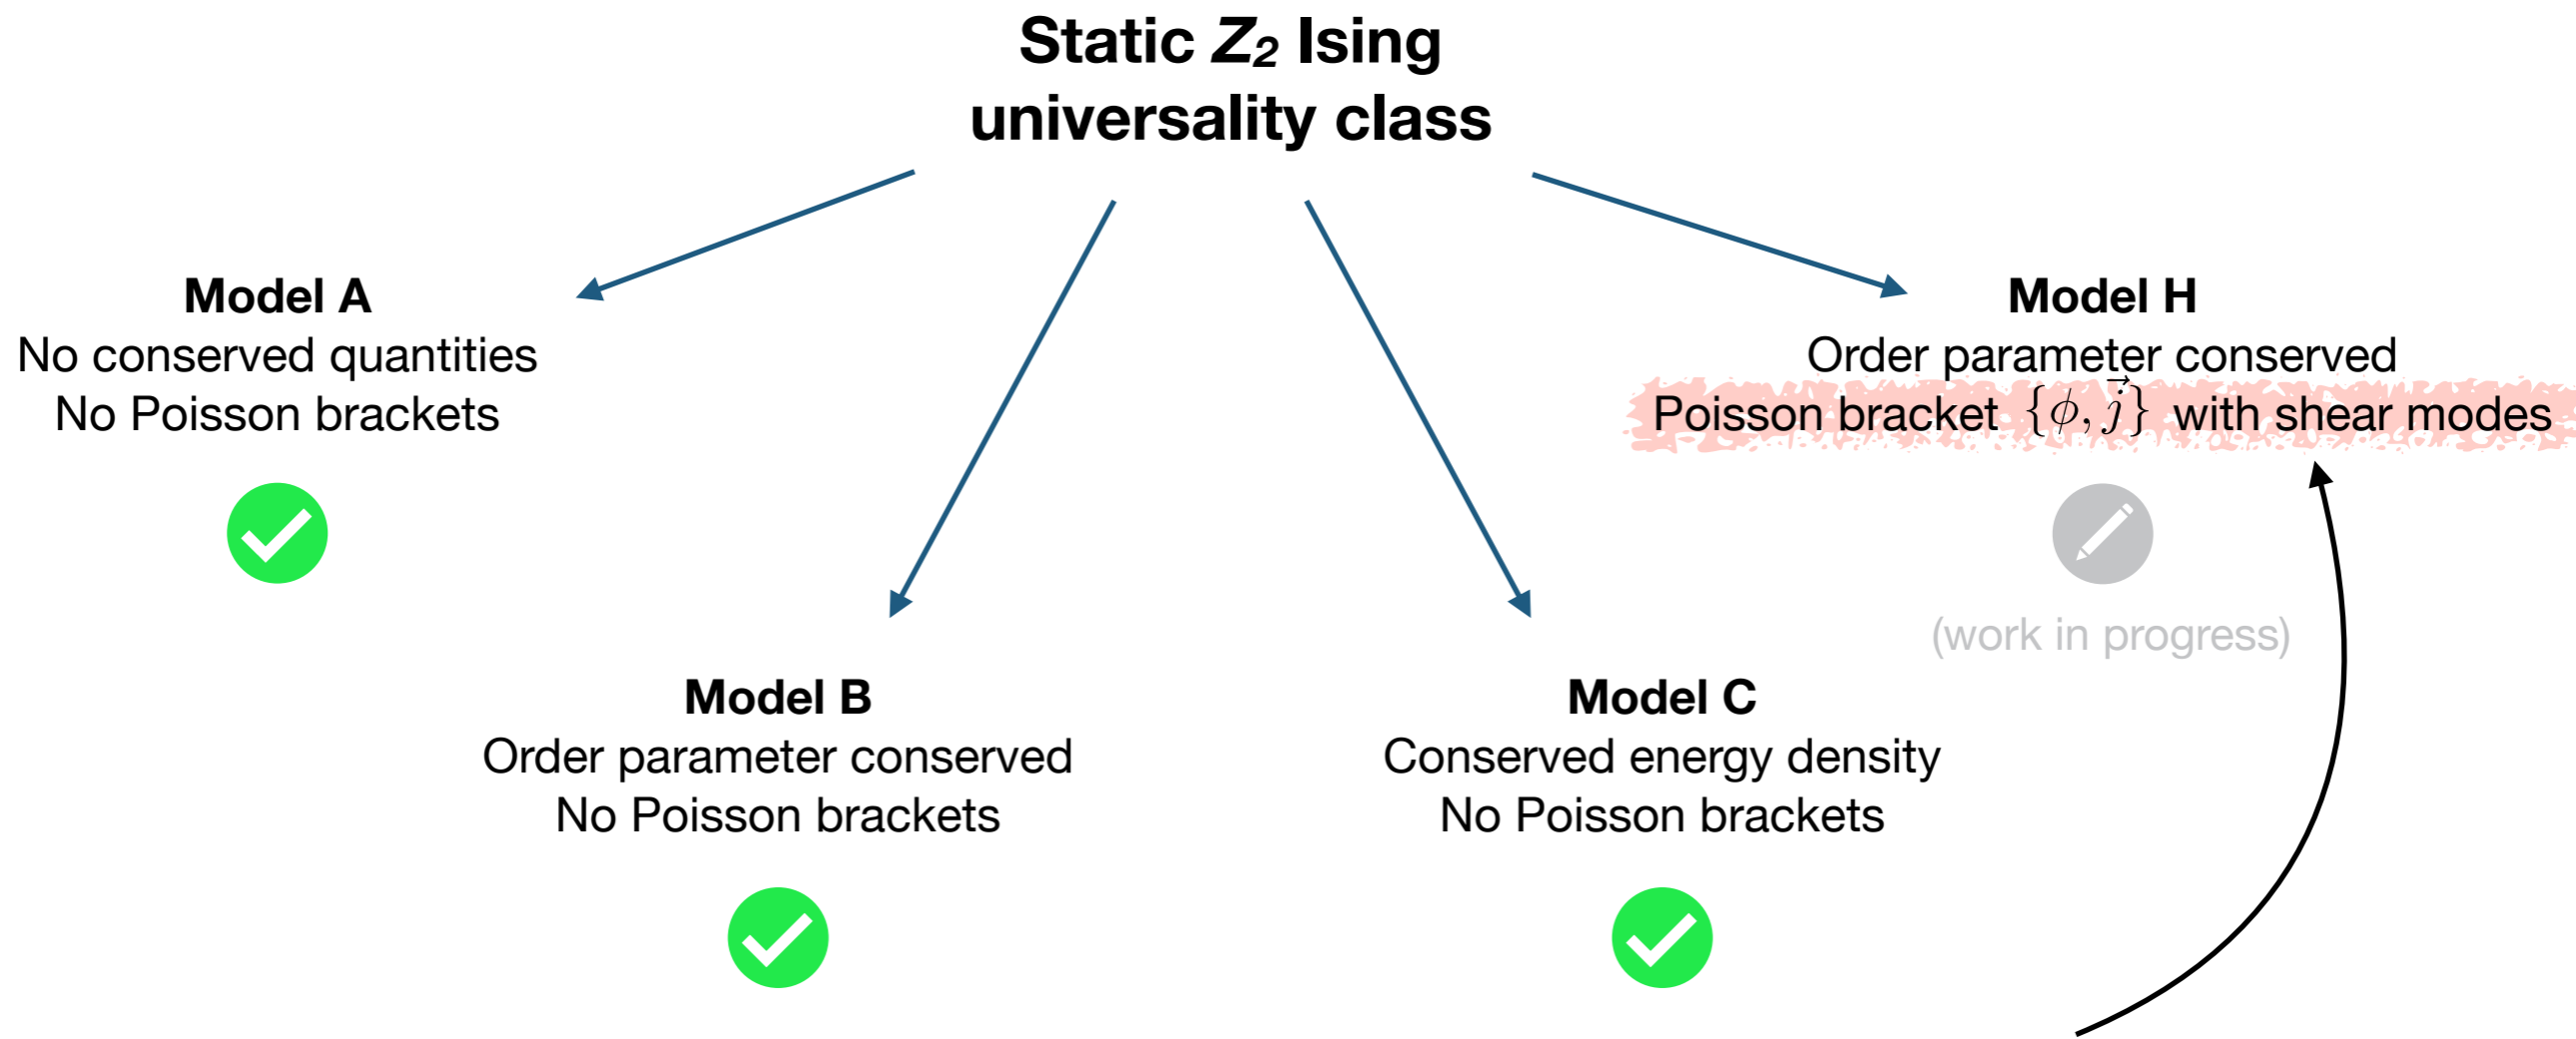 Static Z₂ Ising
universality class
Model A
No conserved quantities
No Poisson brackets
Model H
Order parameter conserved
Poisson bracket {ϕ, j⃗} with shear modes
(work in progress)
Model B
Order parameter conserved
No Poisson brackets
Model C
Conserved energy density
No Poisson brackets